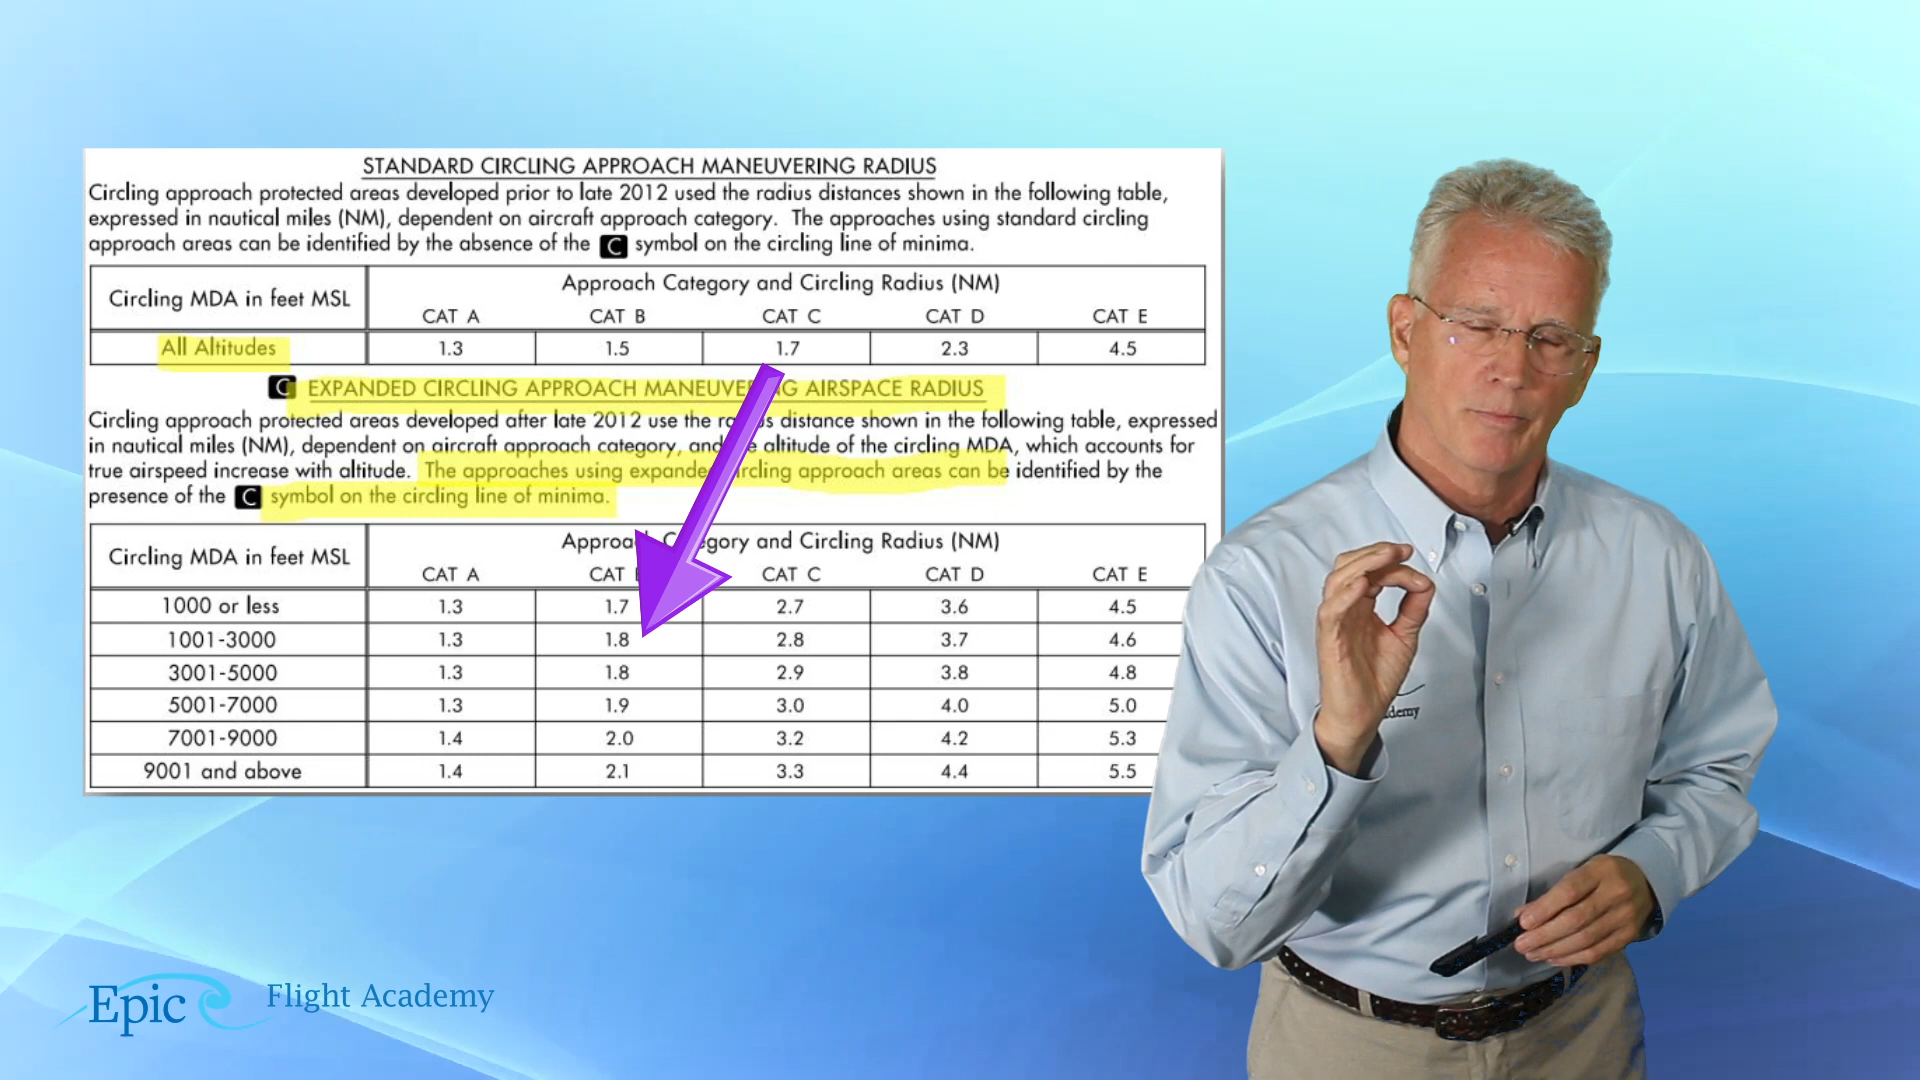 STANDARD CIRCLING APPROACH MANEUVERING RADIUS
Circling approach protected areas developed prior to late 2012 used the radius distances shown in the following table,
expressed in nautical miles (NM), dependent on aircraft approach category. The approaches using standard circling
approach areas can be identified by the absence of the C symbol on the circling line of minima.
Circling MDA in feet MSL
Approach Category and Circling Radius (NM)
CAT A CAT B CAT C CAT D CAT E
All Altitudes 1.3 1.5 1.7 2.3 4.5
C EXPANDED CIRCLING APPROACH MANEUVERING AIRSPACE RADIUS
Circling approach protected areas developed after late 2012 use the radius distance shown in the following table, expressed
in nautical miles (NM), dependent on aircraft approach category, and the altitude of the circling MDA, which accounts for
true airspeed increase with altitude. The approaches using expanded circling approach areas can be identified by the
presence of the C symbol on the circling line of minima.
Circling MDA in feet MSL
Approach Category and Circling Radius (NM)
CAT A CAT CAT C CAT D CAT E
1000 or less 1.3 1.7 2.7 3.6 4.5
1001-3000 1.3 1.8 2.8 3.7 4.6
3001-5000 1.3 1.8 2.9 3.8 4.8
5001-7000 1.3 1.9 3.0 4.0 5.0
7001-9000 1.4 2.0 3.2 4.2 5.3
9001 and above 1.4 2.1 3.3 4.4 5.5
demy
Epic Flight Academy